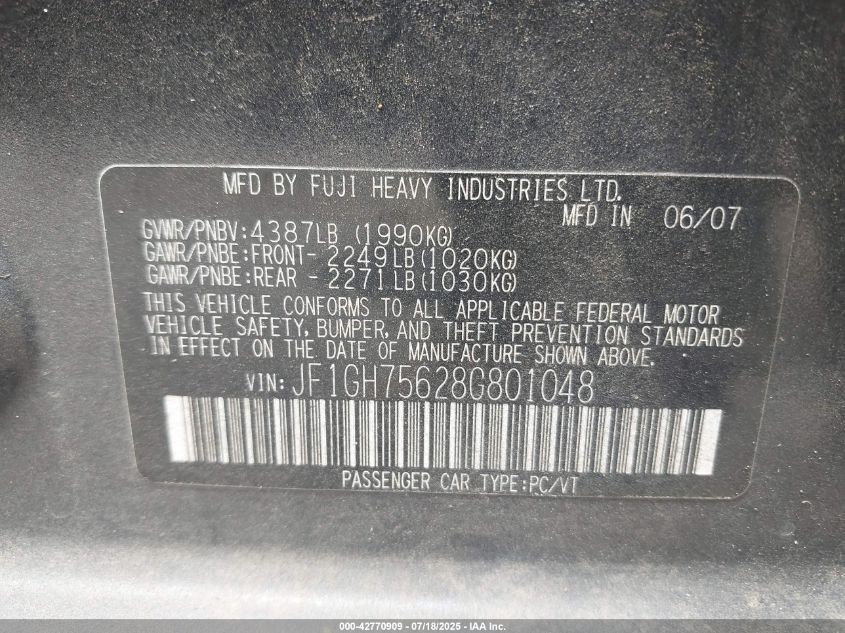 MFD BY FUJI HEAVY INDUSTRIES LTD.
MFD IN 06/07
GVWR/PNBV:4387LB (1990KG)
GAWR/PNBE:FRONT- 2249LB(1020KG)
GAWR/PNBE:REAR - 2271LB(1030KG)
THIS VEHICLE CONFORMS TO ALL APPLICABLE FEDERAL MOTOR
VEHICLE SAFETY, BUMPER, AND THEFT PREVENTION STANDARDS
IN EFFECT ON THE DATE OF MANUFACTURE SHOWN ABOVE.
VIN: JF1GH75628G801048
PASSENGER CAR TYPE:PC/VT
000-42770909 - 07/18/2025 - IAA Inc.